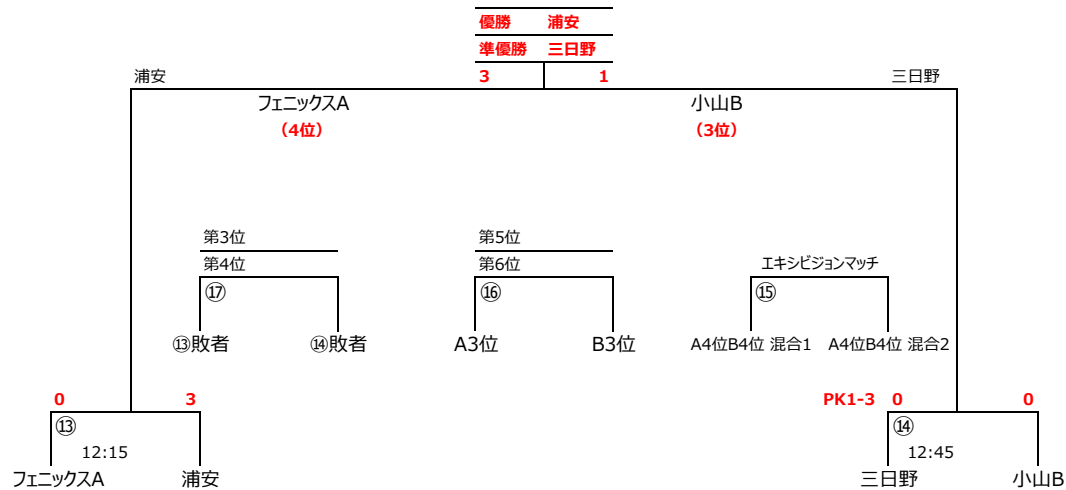 優勝 浦安
準優勝 三日野
浦安 3 1 三日野
フェニックスA 小山B
（4位） （3位）
第3位 第5位
第4位 第6位 エキシビジョンマッチ
⑰ ⑯ ⑮
⑬敗者 ⑭敗者 A3位 B3位 A4位B4位 混合1 A4位B4位 混合2
0 3 PK1-3 0 0
⑬ ⑭
12:15 12:45
フェニックスA 浦安 三日野 小山B